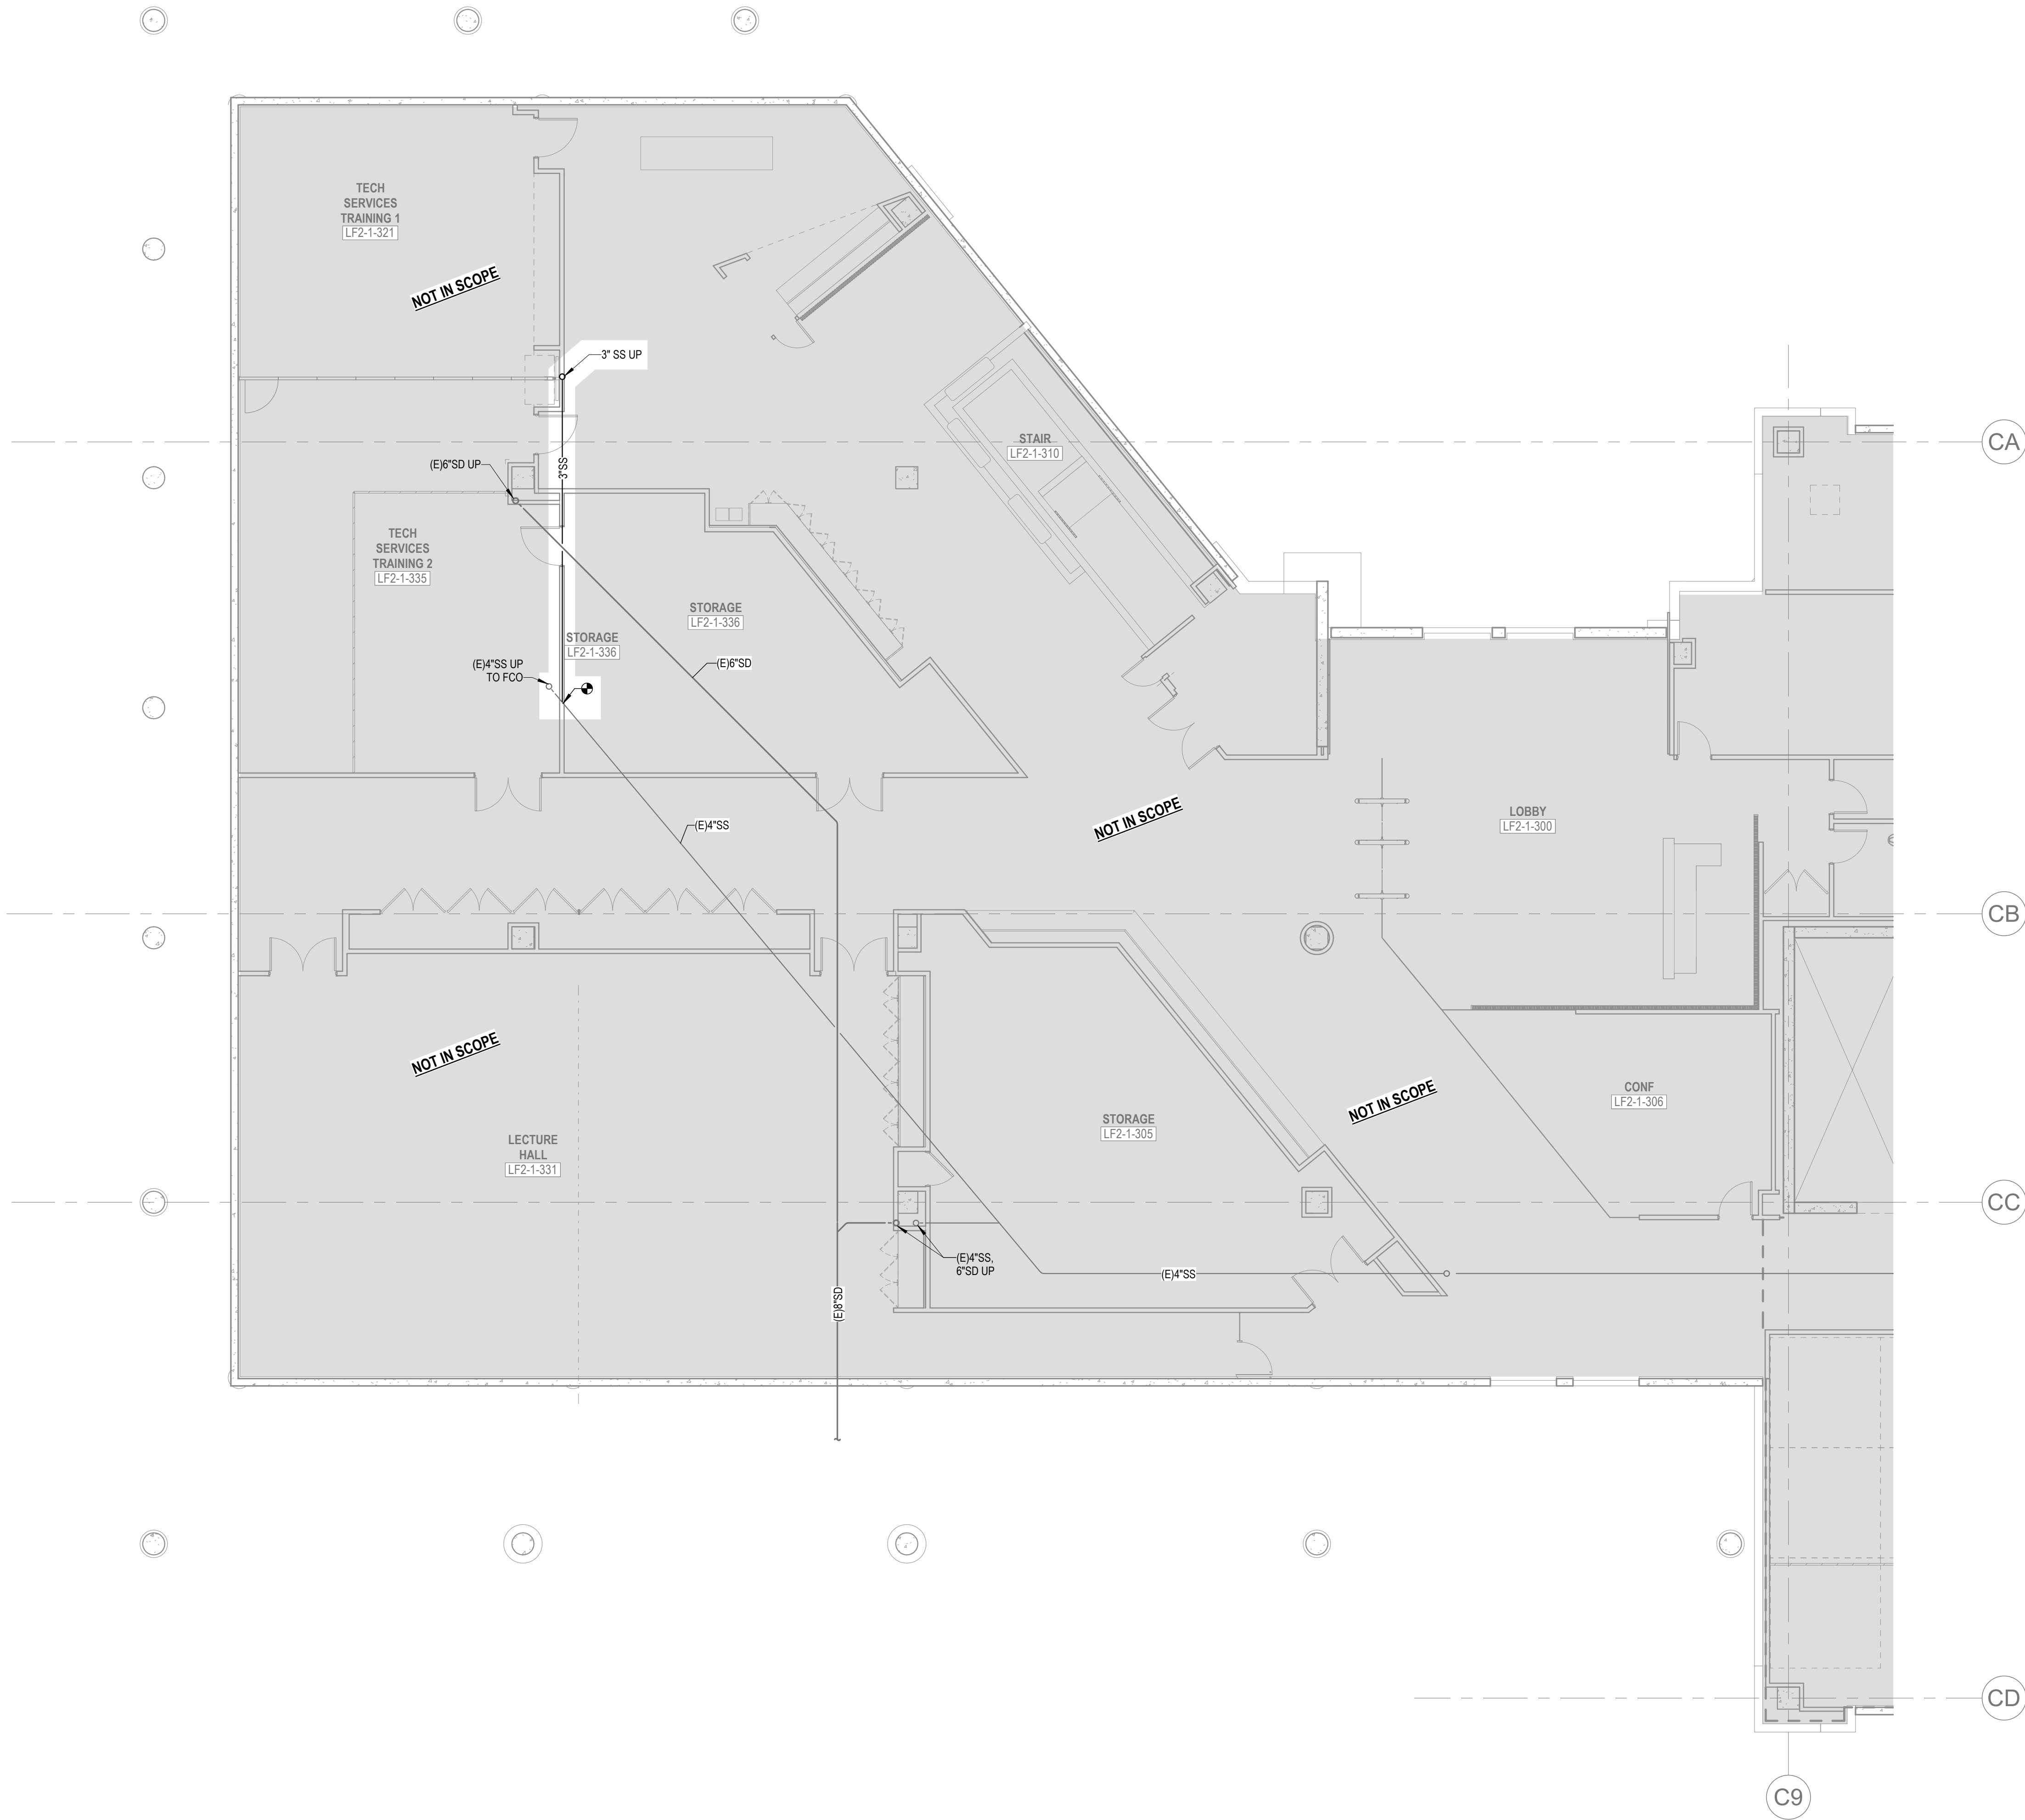 TECH
SERVICES
TRAINING 1
LF2-1-321
NOT IN SCOPE
3" SS UP
CA
STAIR
LF2-1-310
(E)6"SD UP
3"SS
TECH
SERVICES
TRAINING 2
LF2-1-335
STORAGE
LF2-1-336
STORAGE
LF2-1-336
(E)4"SS UP
TO FCO
(E)6"SD
NOT IN SCOPE
LOBBY
LF2-1-300
(E)4"SS
CB
NOT IN SCOPE
NOT IN SCOPE
CONF
LF2-1-306
STORAGE
LF2-1-305
LECTURE
HALL
LF2-1-331
CC
(E)4"SS,
6"SD UP
(E)4"SS
(E)8"SD
CD
C9